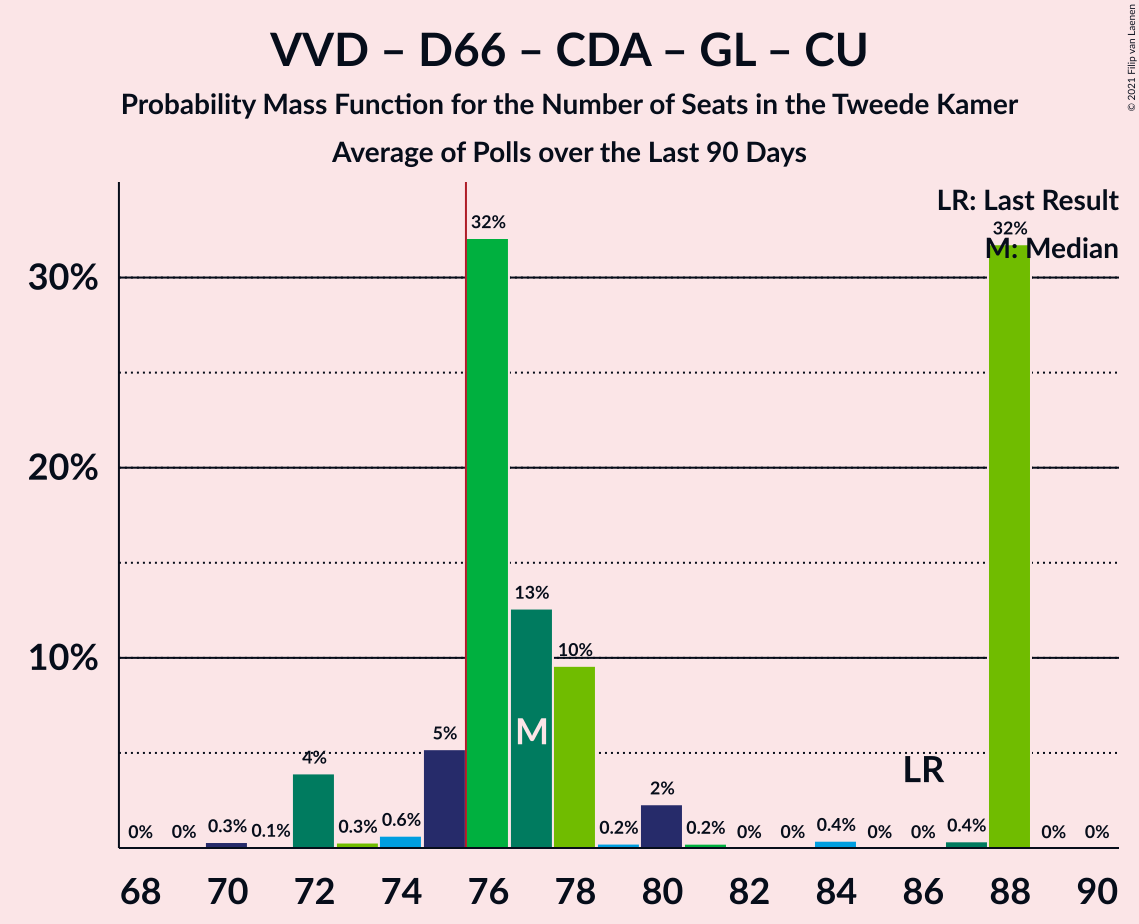 VVD – D66 – CDA – GL – CU
Probability Mass Function for the Number of Seats in the Tweede Kamer
Average of Polls over the Last 90 Days
© 2021 Filip van Laenen
LR: Last Result
M: Median
30%
20%
10%
0% 0% 0.3% 0.1% 4% 0.3% 0.6% 5% 32% 13% 10% 0.2% 2% 0.2% 0% 0% 0.4% 0% 0% 0.4% 32% 0% 0%
M
LR
68 70 72 74 76 78 80 82 84 86 88 90